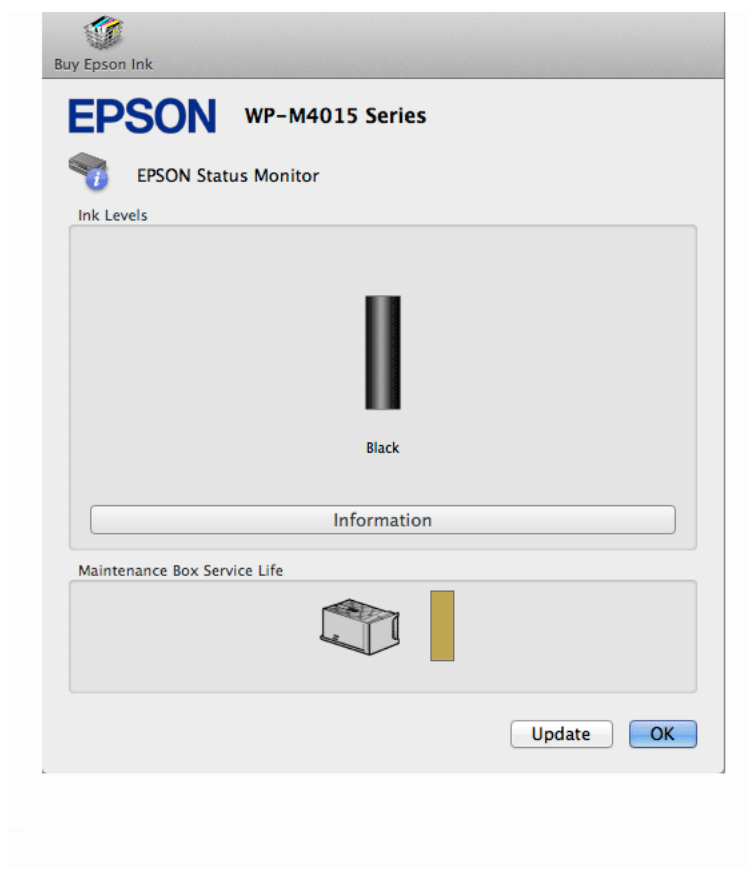 Buy Epson Ink
EPSON WP-M4015 Series
EPSON Status Monitor
Ink Levels
Black
Information
Maintenance Box Service Life
Update OK